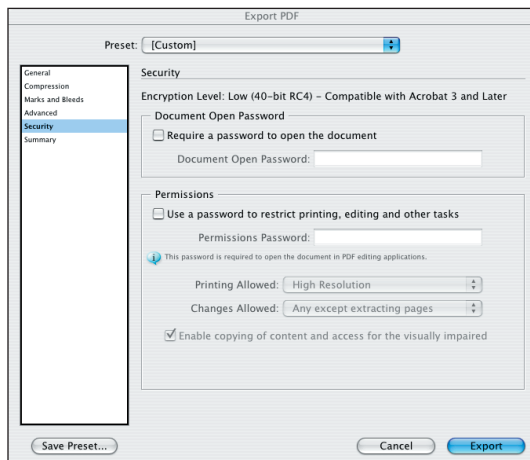 Export PDF
Preset: [Custom]
General
Compression
Marks and Bleeds
Advanced
Security
Summary
Security
Encryption Level: Low (40-bit RC4) – Compatible with Acrobat 3 and Later
Document Open Password
Require a password to open the document
Document Open Password:
Permissions
Use a password to restrict printing, editing and other tasks
Permissions Password:
This password is required to open the document in PDF editing applications.
Printing Allowed: High Resolution
Changes Allowed: Any except extracting pages
Enable copying of content and access for the visually impaired
Save Preset... Cancel Export